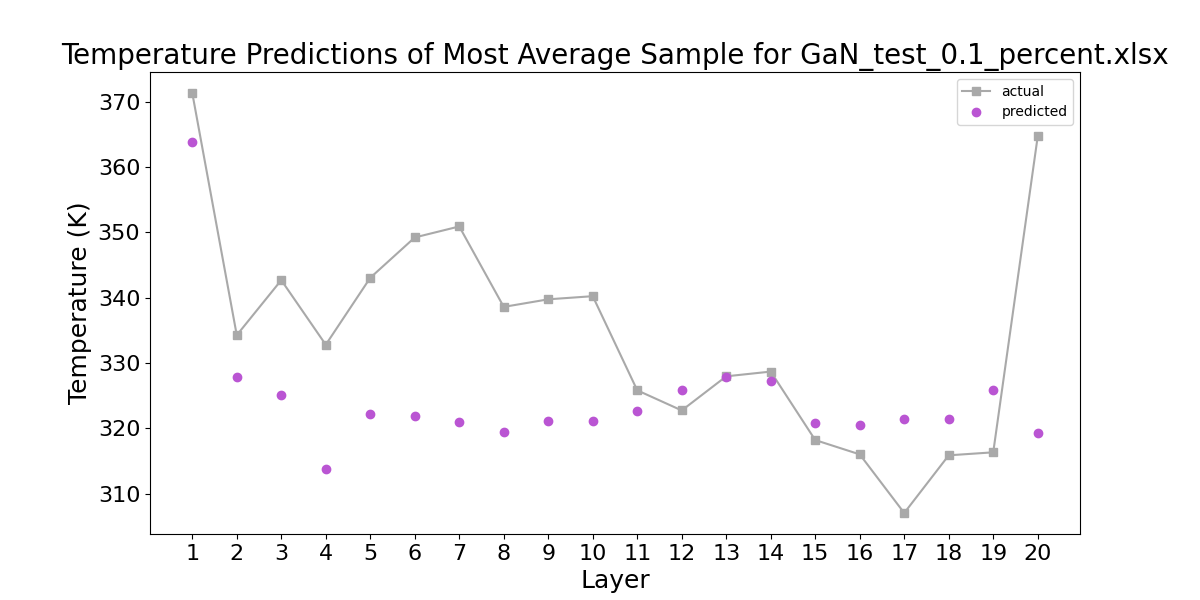 Temperature Predictions of Most Average Sample for GaN_test_0.1_percent.xlsx
actual
predicted
370
360
350
340
330
320
310
Temperature (K)
1 2 3 4 5 6 7 8 9 10 11 12 13 14 15 16 17 18 19 20
Layer